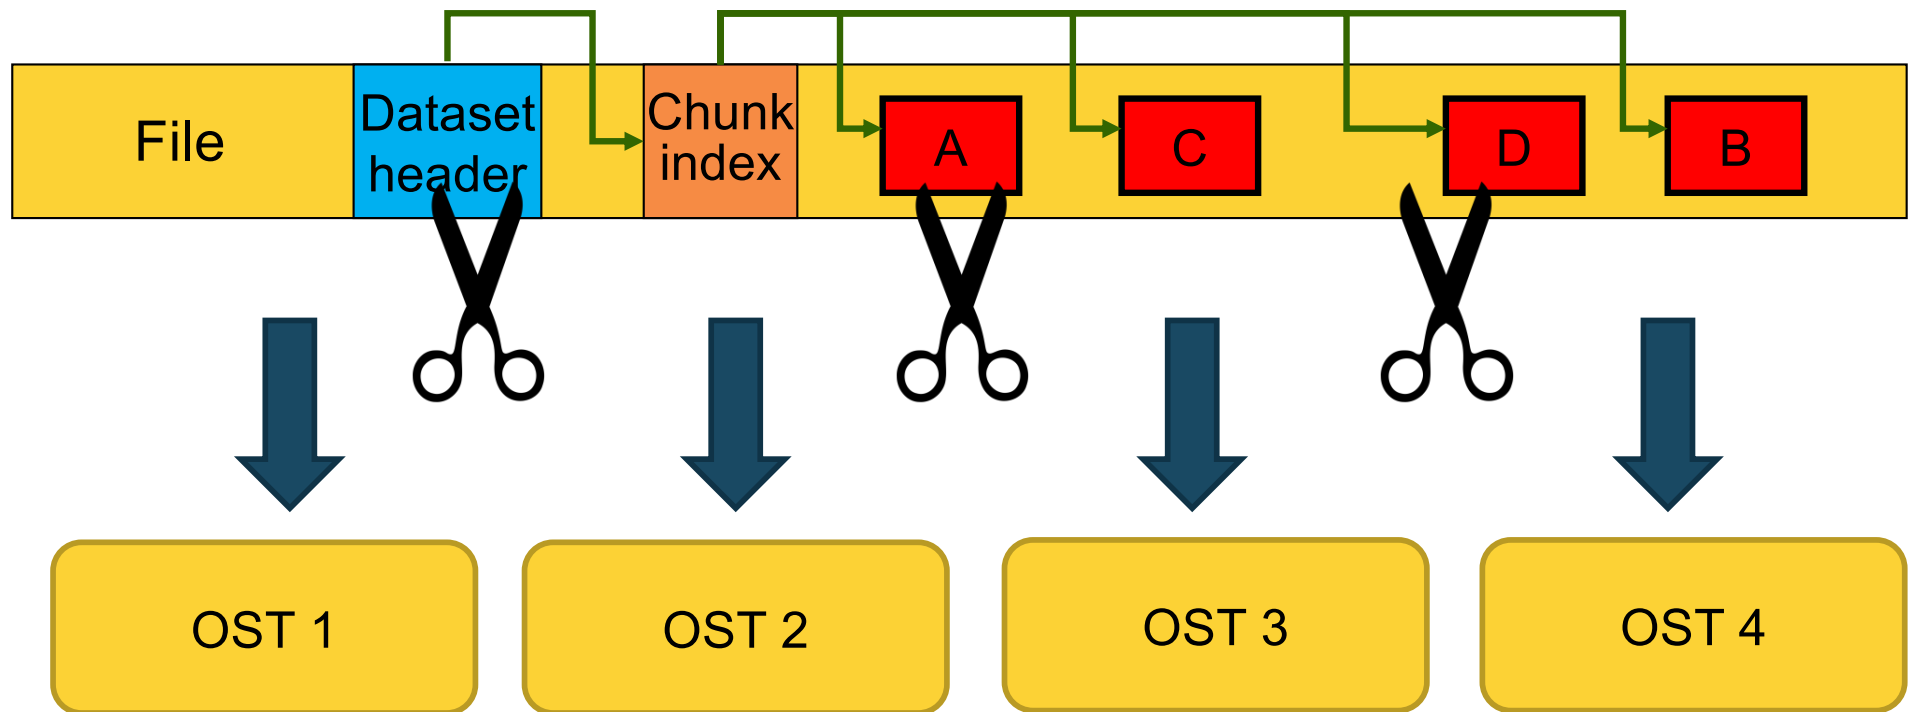 File
Dataset
header
Chunk
index
A
C
D
B
OST 1
OST 2
OST 3
OST 4